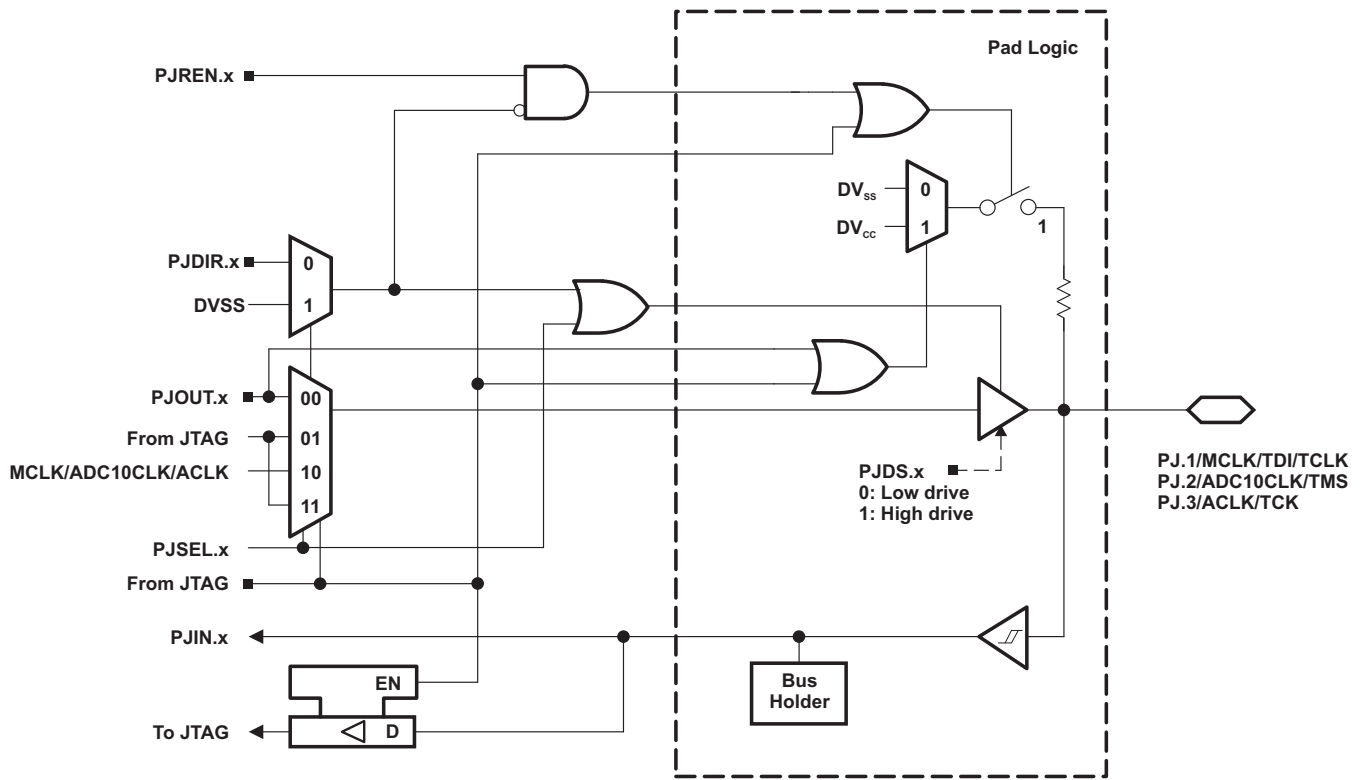 Pad Logic
PJREN.x
DVss
0
DVcc
1
1
PJDIR.x
0
DVSS
1
PJOUT.x
00
From JTAG
01
MCLK/ADC10CLK/ACLK
10
11
PJDS.x
0: Low drive
1: High drive
PJ.1/MCLK/TDI/TCLK
PJ.2/ADC10CLK/TMS
PJ.3/ACLK/TCK
PJSEL.x
From JTAG
PJIN.x
EN
Bus
Holder
To JTAG
D